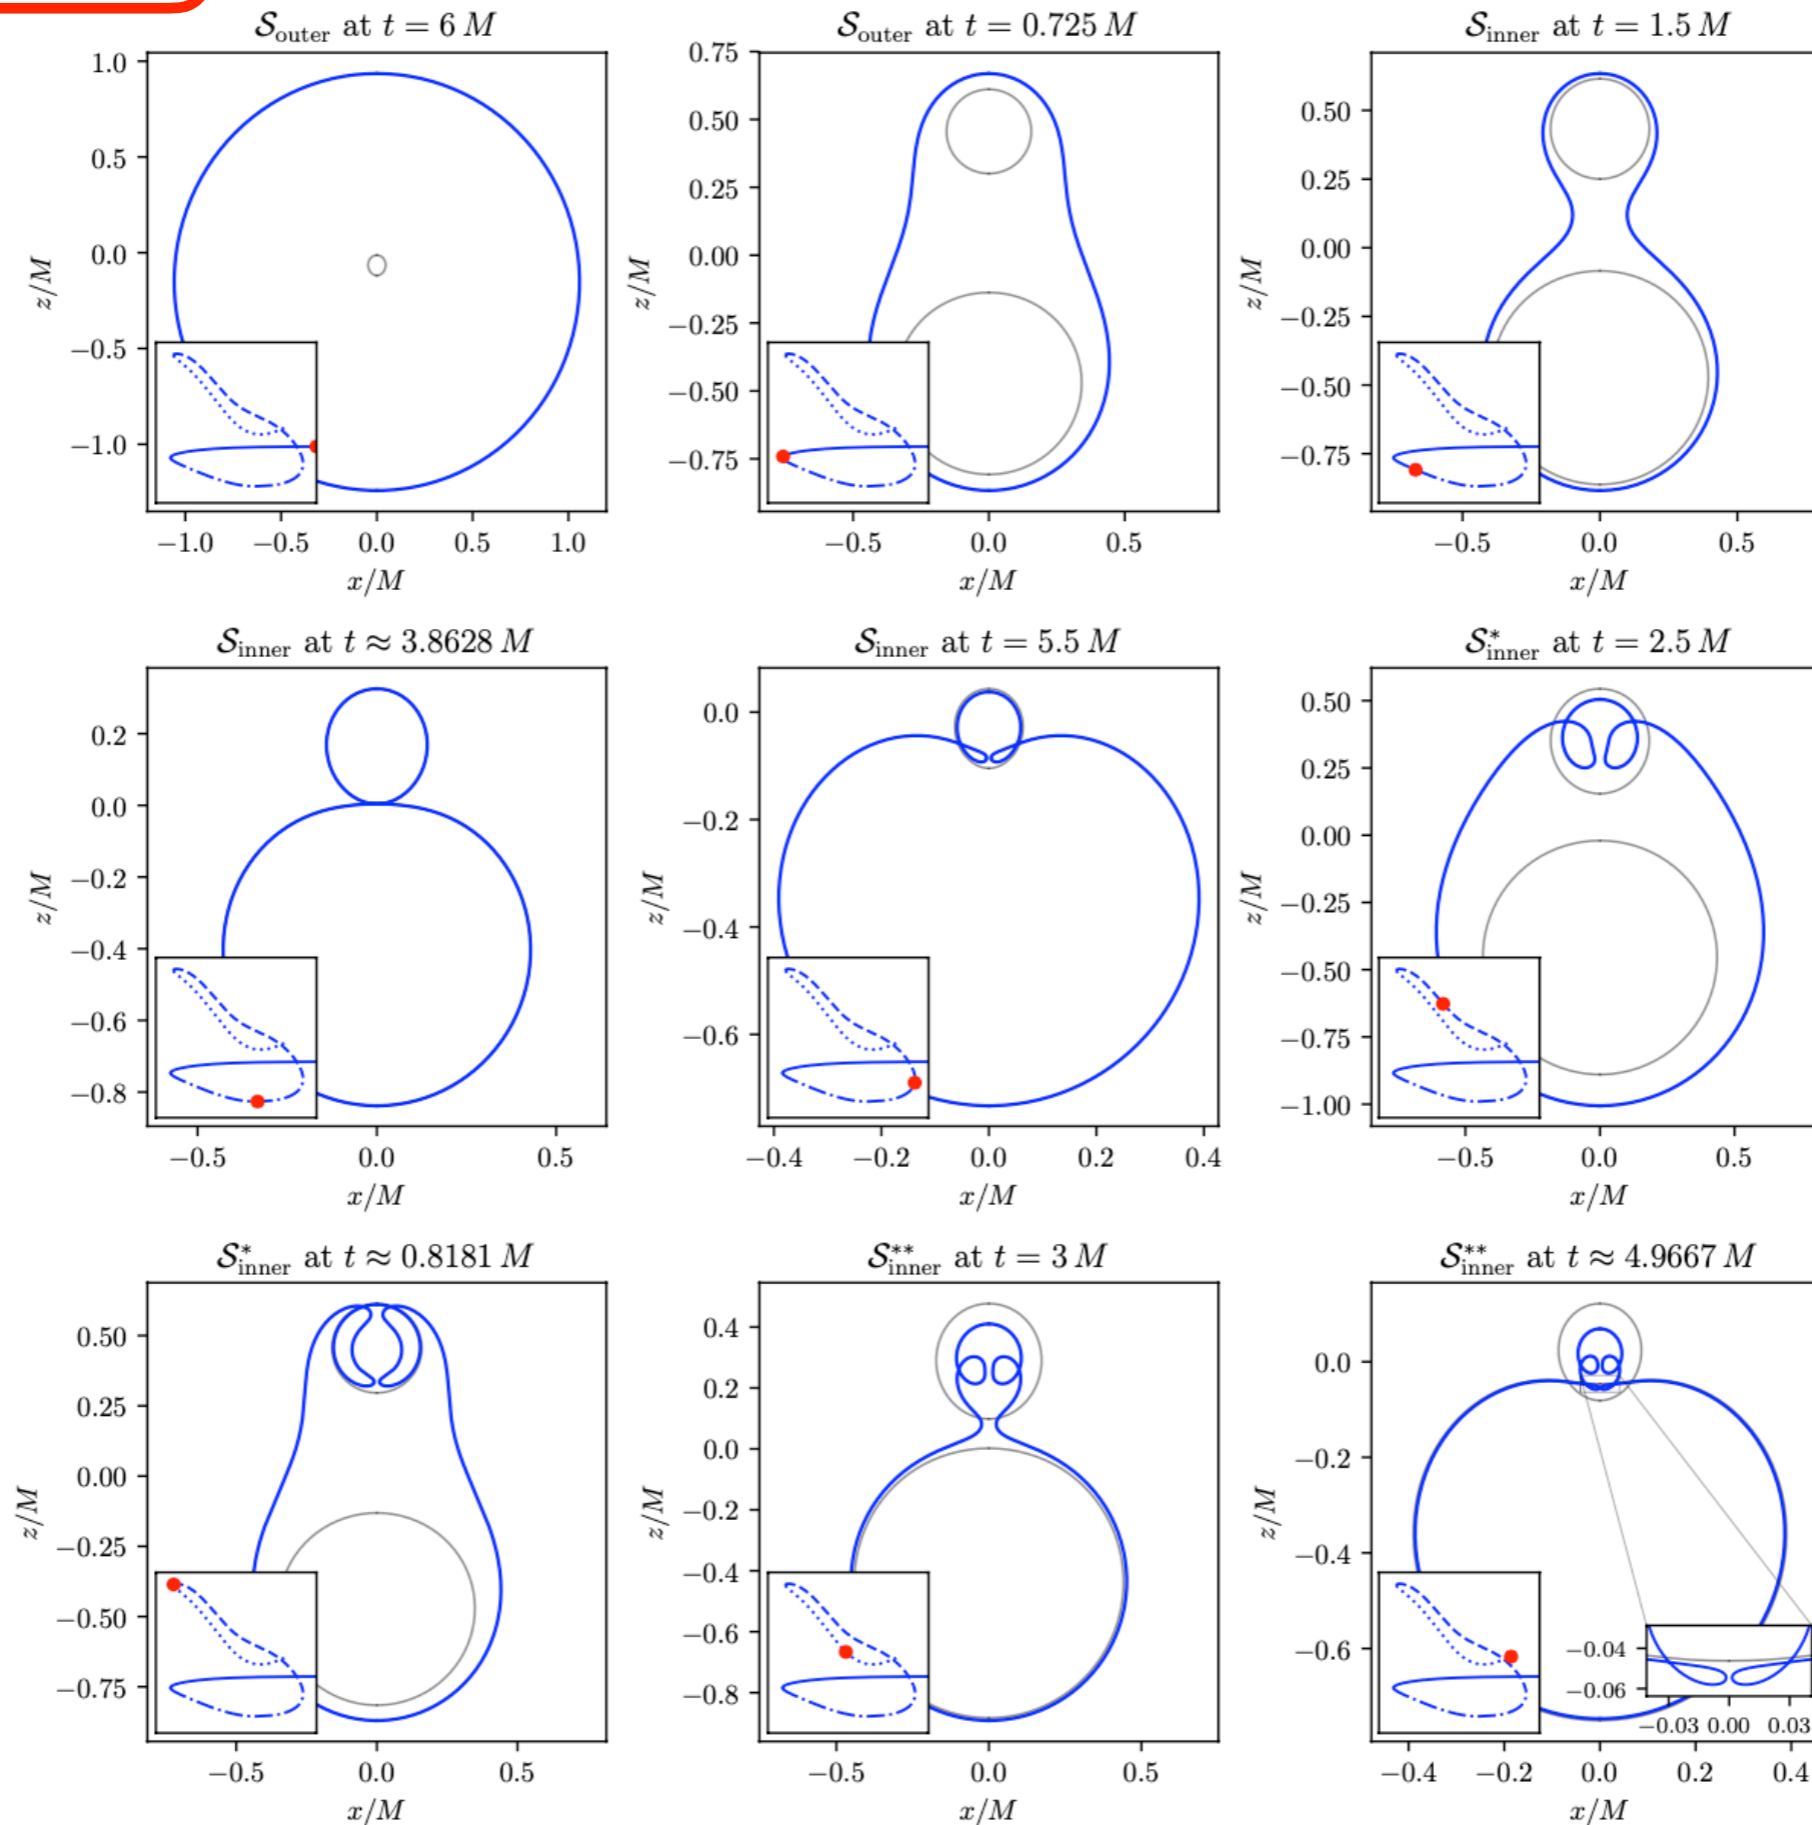 𝒮outer at t = 6 M
𝒮outer at t = 0.725 M
𝒮inner at t = 1.5 M
1.0
0.5
0.0
−0.5
−1.0
z/M
−1.0 −0.5 0.0 0.5 1.0
x/M
0.75
0.50
0.25
0.00
−0.25
−0.50
−0.75
z/M
−0.5 0.0 0.5
x/M
0.50
0.25
0.00
−0.25
−0.50
−0.75
z/M
−0.5 0.0 0.5
x/M
𝒮inner at t ≈ 3.8628 M
𝒮inner at t = 5.5 M
𝒮*inner at t = 2.5 M
0.2
0.0
−0.2
−0.4
−0.6
−0.8
z/M
−0.5 0.0 0.5
x/M
0.0
−0.2
−0.4
−0.6
z/M
−0.4 −0.2 0.0 0.2 0.4
x/M
0.50
0.25
0.00
−0.25
−0.50
−0.75
−1.00
z/M
−0.5 0.0 0.5
x/M
𝒮*inner at t ≈ 0.8181 M
𝒮**inner at t = 3 M
𝒮**inner at t ≈ 4.9667 M
0.50
0.25
0.00
−0.25
−0.50
−0.75
z/M
−0.5 0.0 0.5
x/M
0.4
0.2
0.0
−0.2
−0.4
−0.6
−0.8
z/M
−0.5 0.0 0.5
x/M
0.0
−0.2
−0.4
−0.6
z/M
−0.04
−0.06
−0.03 0.00 0.03
−0.4 −0.2 0.0 0.2 0.4
x/M